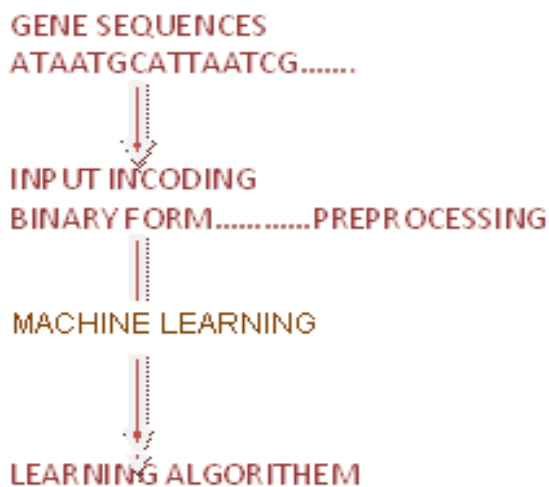 GENE SEQUENCES
ATAATGCATTAATCG.......
INPUT INCODING
BINARY FORM............PREPROCESSING
MACHINE LEARNING
LEARNING ALGORITHEM